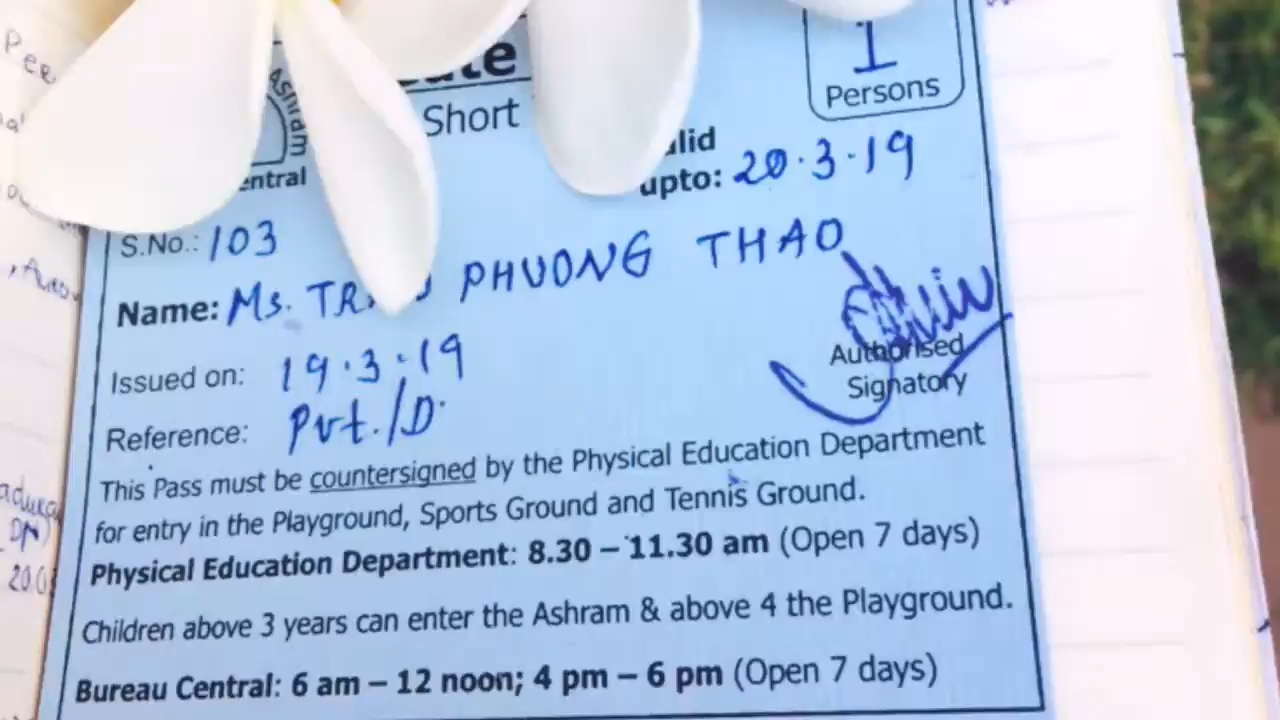 1
Persons
Short
Ashram
upto: 20.3.19
S.No.: 103
Name: Ms. PHUONG THAO
Issued on: 19.3.19
Authorised
Signatory
Reference: Pvt./D.
This Pass must be countersigned by the Physical Education Department
for entry in the Playground, Sports Ground and Tennis Ground.
Physical Education Department: 8.30 – 11.30 am (Open 7 days)
Children above 3 years can enter the Ashram & above 4 the Playground.
Bureau Central: 6 am – 12 noon; 4 pm – 6 pm (Open 7 days)